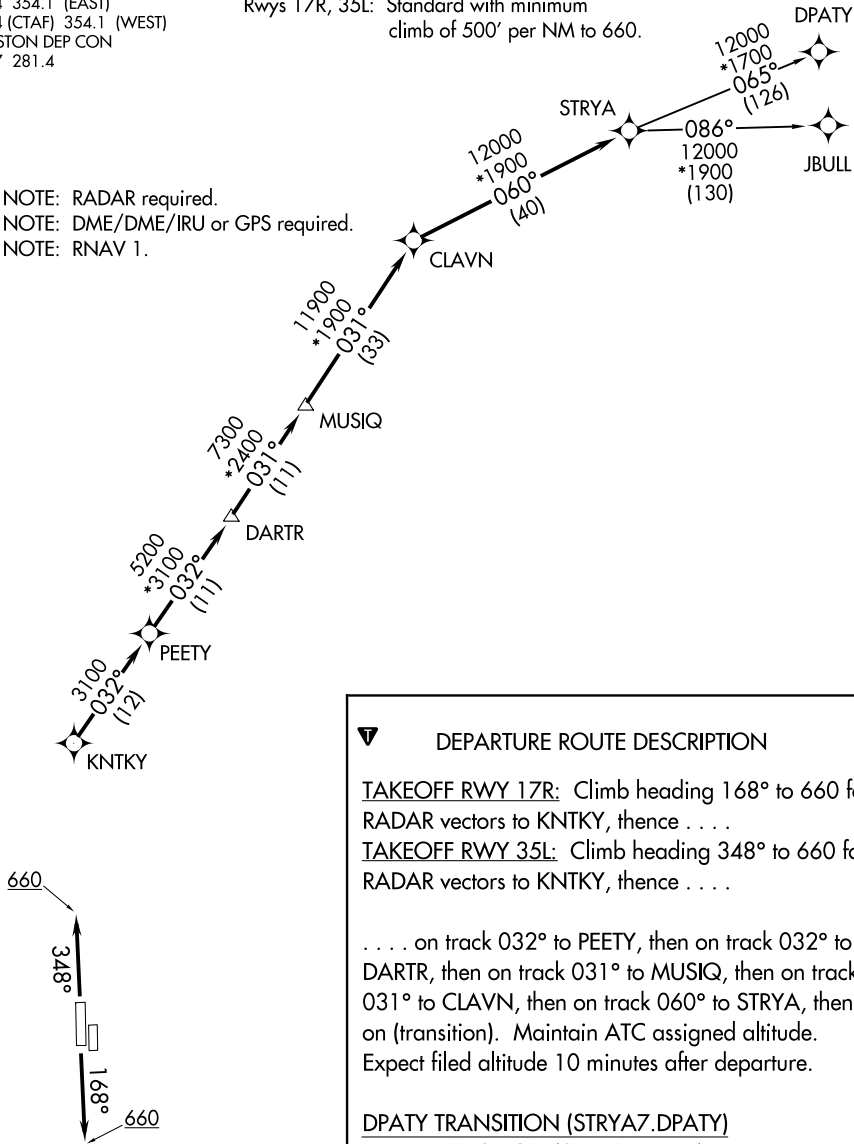 354.1 (EAST)
(CTAF) 354.1 (WEST)
STON DEP CON
281.4
Rwys 17R, 35L: Standard with minimum
climb of 500' per NM to 660.
DPATY
12000
*1700
065°
(126)
STRYA
086°
12000
*1900
(130)
JBULL
12000
*1900
060°
(40)
NOTE: RADAR required.
NOTE: DME/DME/IRU or GPS required.
NOTE: RNAV 1.
CLAVN
11900
*1900
031°
(33)
MUSIQ
7300
*2400
031°
(11)
DARTR
5200
*3100
032°
(11)
PEETY
3100
032°
(12)
KNTKY
660
348°
168°
660
T
DEPARTURE ROUTE DESCRIPTION
TAKEOFF RWY 17R: Climb heading 168° to 660 fo
RADAR vectors to KNTKY, thence . . . .
TAKEOFF RWY 35L: Climb heading 348° to 660 fo
RADAR vectors to KNTKY, thence . . . .
. . . . on track 032° to PEETY, then on track 032° to
DARTR, then on track 031° to MUSIQ, then on track
031° to CLAVN, then on track 060° to STRYA, then
on (transition). Maintain ATC assigned altitude.
Expect filed altitude 10 minutes after departure.
DPATY TRANSITION (STRYA7.DPATY)